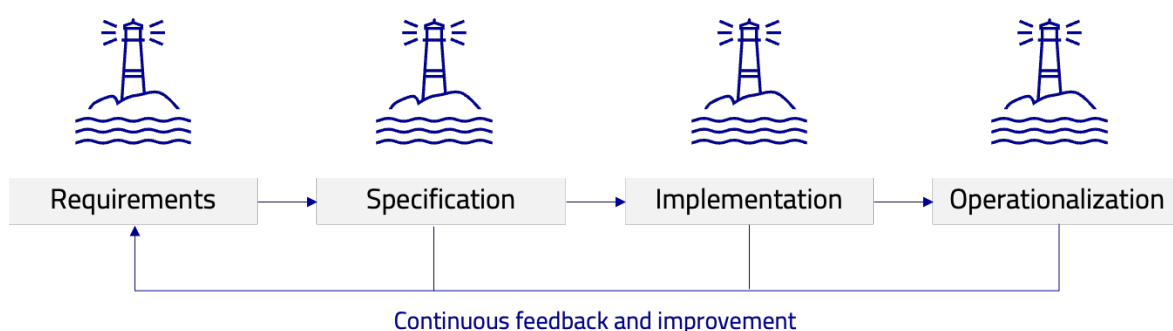 Requirements
Specification
Implementation
Operationalization
Continuous feedback and improvement